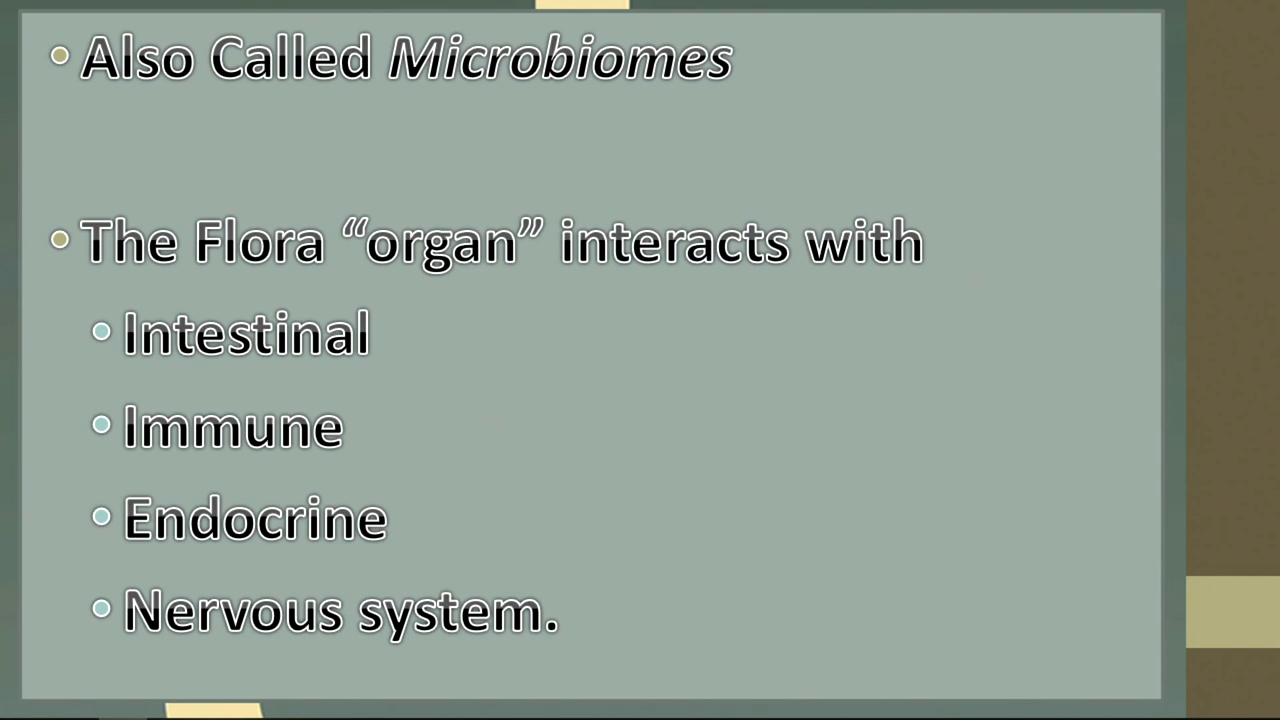 • Also Called Microbiomes
• The Flora “organ” interacts with
• Intestinal
• Immune
• Endocrine
• Nervous system.